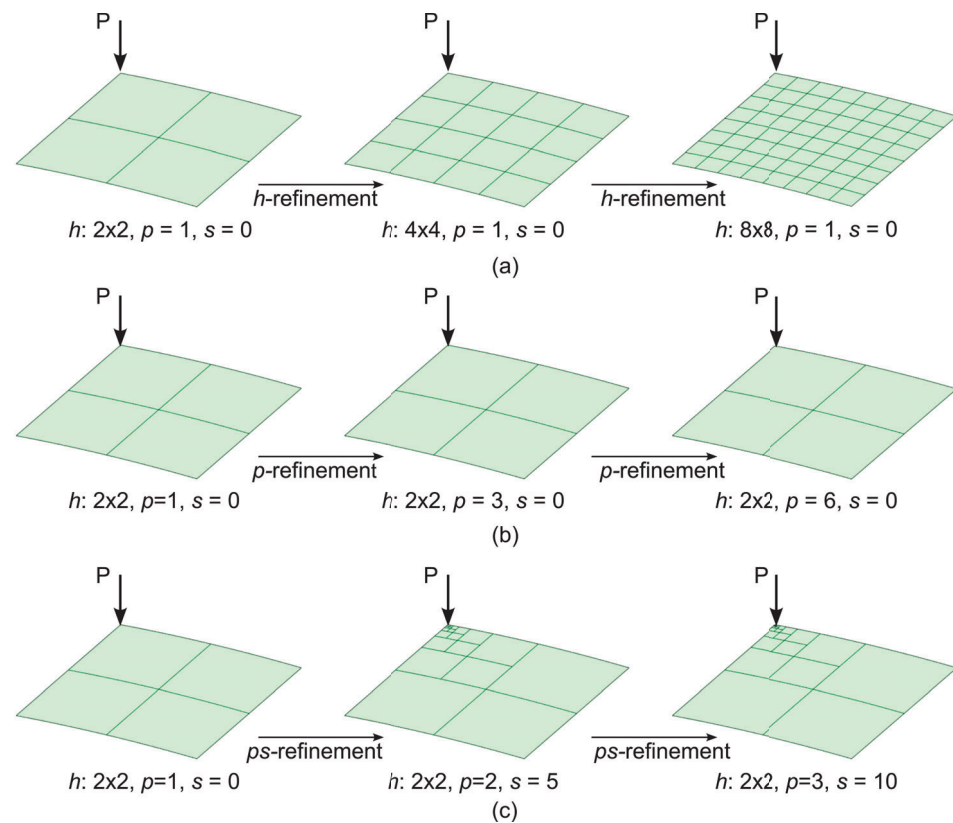 P P P
h-refinement h-refinement
h: 2x2, p = 1, s = 0 h: 4x4, p = 1, s = 0 h: 8x8, p = 1, s = 0
(a)
P P P
p-refinement p-refinement
h: 2x2, p=1, s = 0 h: 2x2, p = 3, s = 0 h: 2x2, p = 6, s = 0
(b)
P P P
ps-refinement ps-refinement
h: 2x2, p=1, s = 0 h: 2x2, p=2, s = 5 h: 2x2, p=3, s = 10
(c)